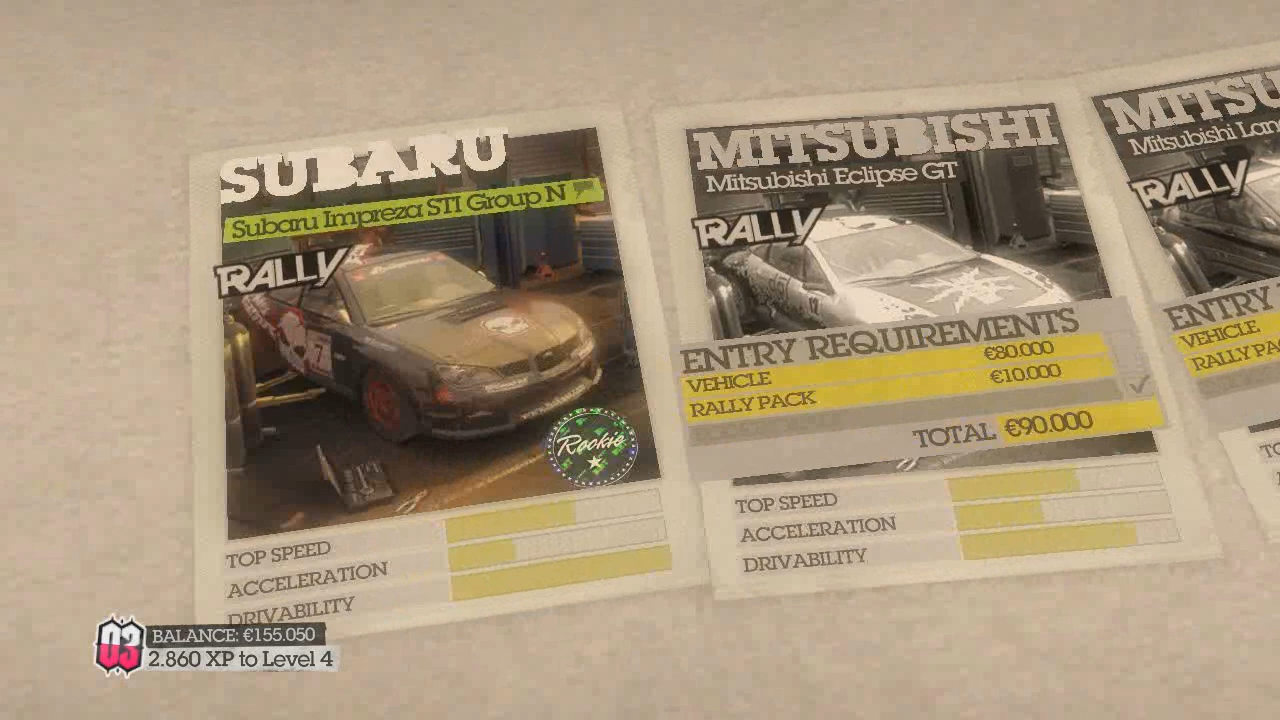 SUBARU
Subaru Impreza STI Group N
RALLY
7
Rookie
TOP SPEED
ACCELERATION
DRIVABILITY
MITSUBISHI
Mitsubishi Eclipse GT
RALLY
ENTRY REQUIREMENTS
VEHICLE €80.000
RALLY PACK €10.000
TOTAL €90.000
TOP SPEED
ACCELERATION
DRIVABILITY
MITSU
Mitsubishi Lan
RALLY
ENTRY
VEHICLE
RALLY PA
03
BALANCE: €155.050
2.860 XP to Level 4